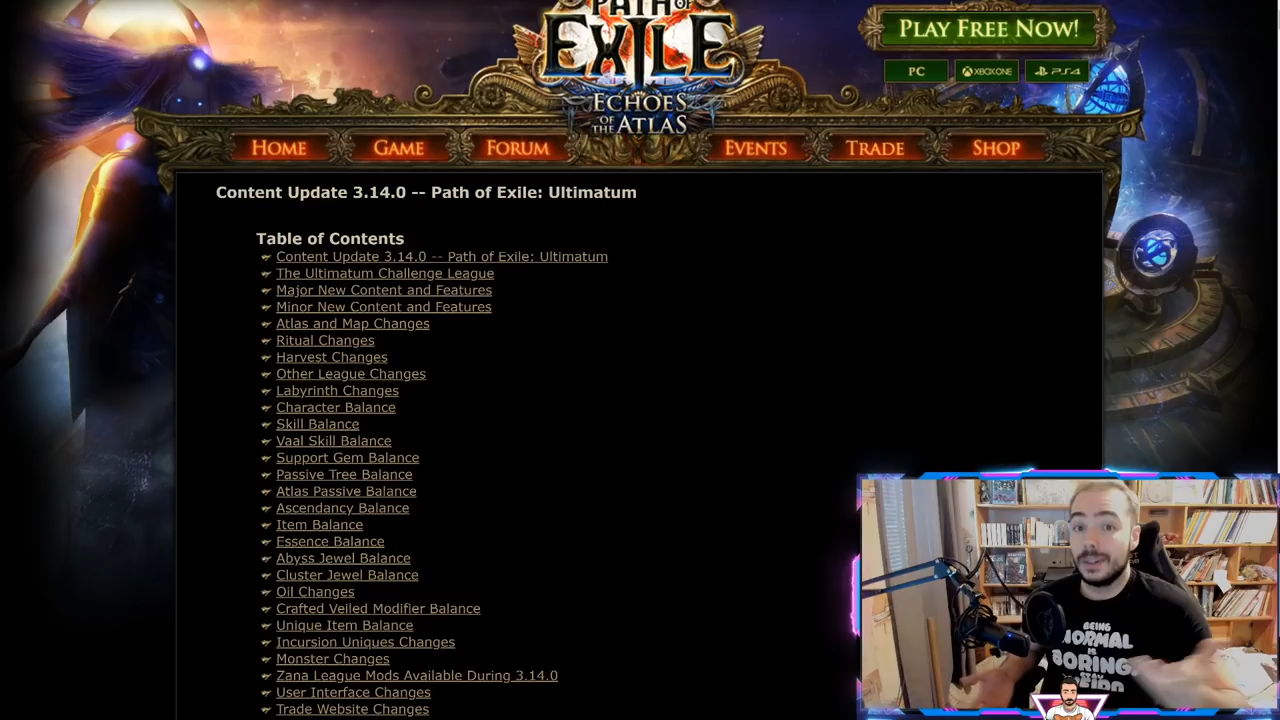 PATH OF
EXILE
ECHOES
OF THE ATLAS
PLAY FREE NOW!
PC
XBOX ONE
PS4
HOME
GAME
FORUM
EVENTS
TRADE
SHOP
Content Update 3.14.0 -- Path of Exile: Ultimatum
Table of Contents
Content Update 3.14.0 -- Path of Exile: Ultimatum
The Ultimatum Challenge League
Major New Content and Features
Minor New Content and Features
Atlas and Map Changes
Ritual Changes
Harvest Changes
Other League Changes
Labyrinth Changes
Character Balance
Skill Balance
Vaal Skill Balance
Support Gem Balance
Passive Tree Balance
Atlas Passive Balance
Ascendancy Balance
Item Balance
Essence Balance
Abyss Jewel Balance
Cluster Jewel Balance
Oil Changes
Crafted Veiled Modifier Balance
Unique Item Balance
Incursion Uniques Changes
Monster Changes
Zana League Mods Available During 3.14.0
User Interface Changes
Trade Website Changes
BEING
NORMAL
IS
BORING
STAY
WEIRD